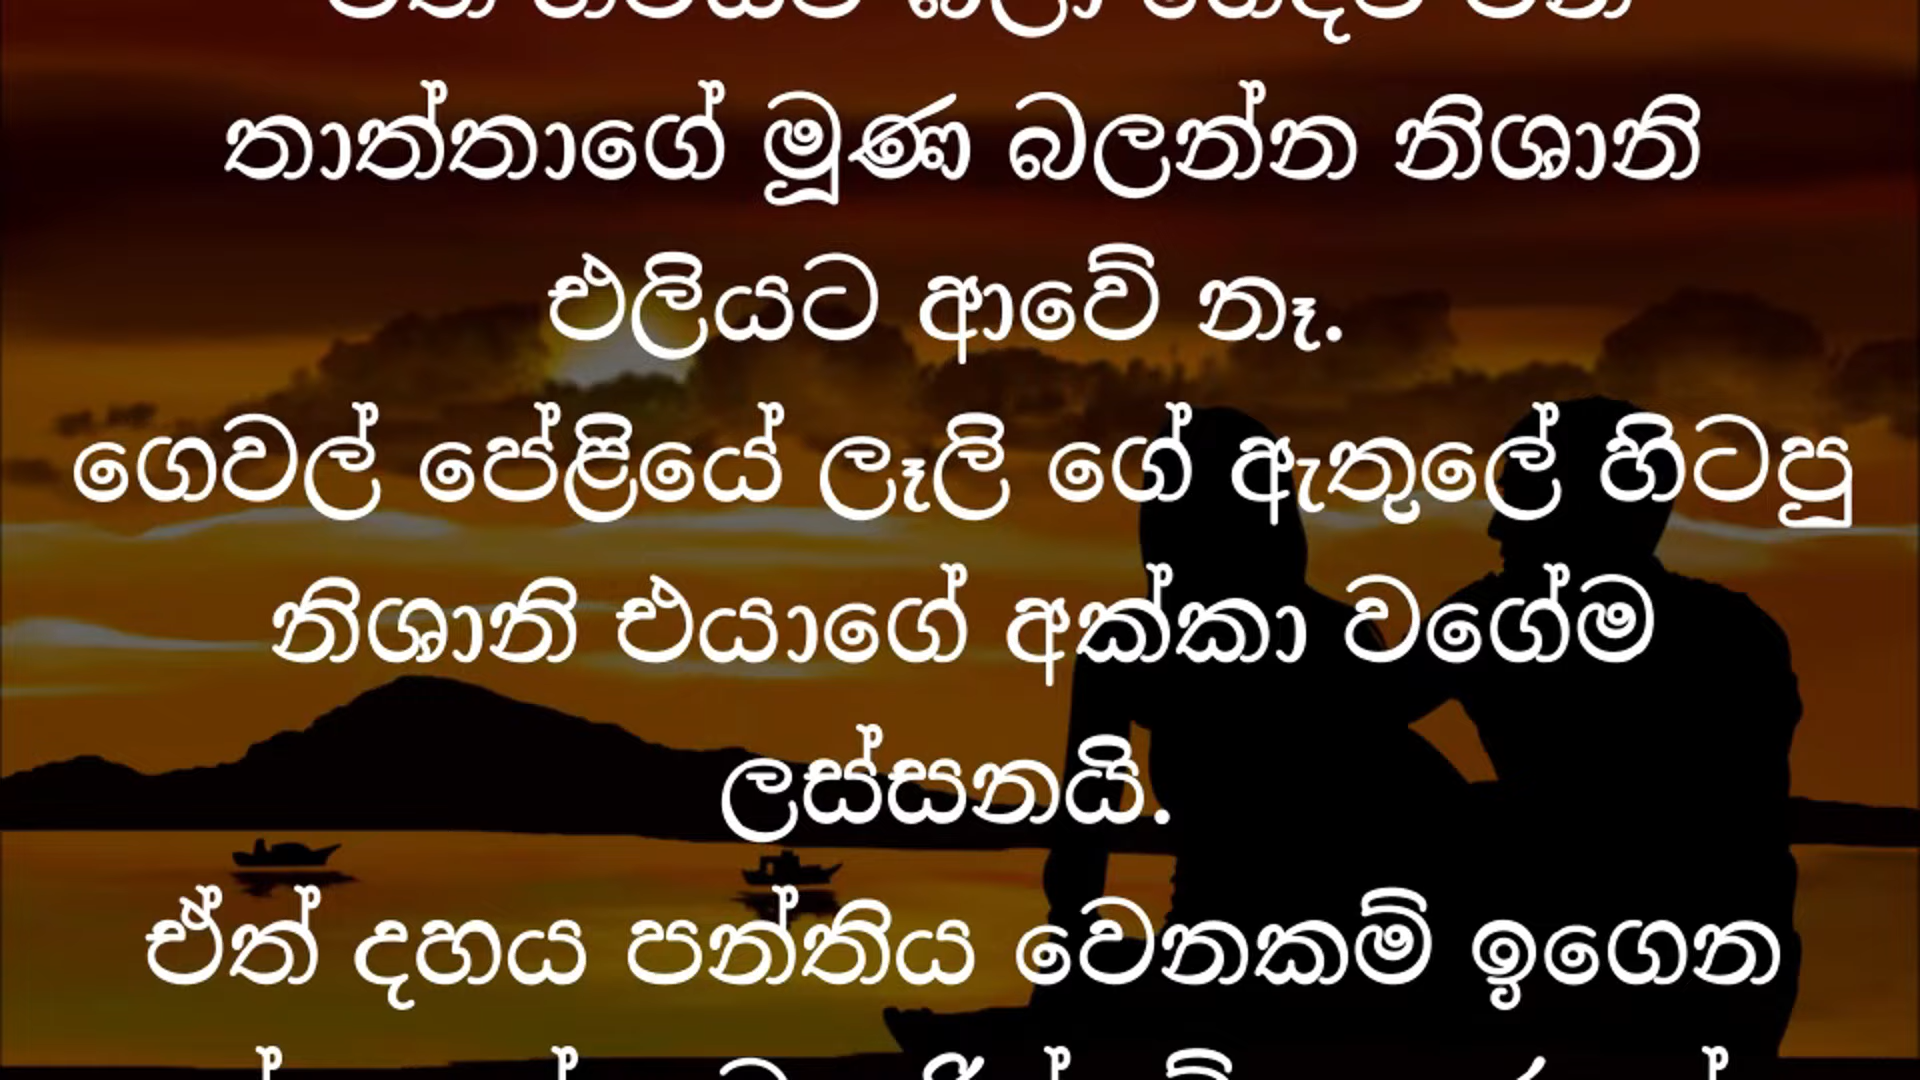 තාත්තාගේ මූණ බලන්න නිශානි
එලියට ආවේ නෑ.
ගෙවල් පේළියේ ලෑලි ගේ ඇතුලේ හිටපු
නිශානි එයාගේ අක්කා වගේම
ලස්සනයි.
ඒත් දහය පන්තිය වෙනකම් ඉගෙන